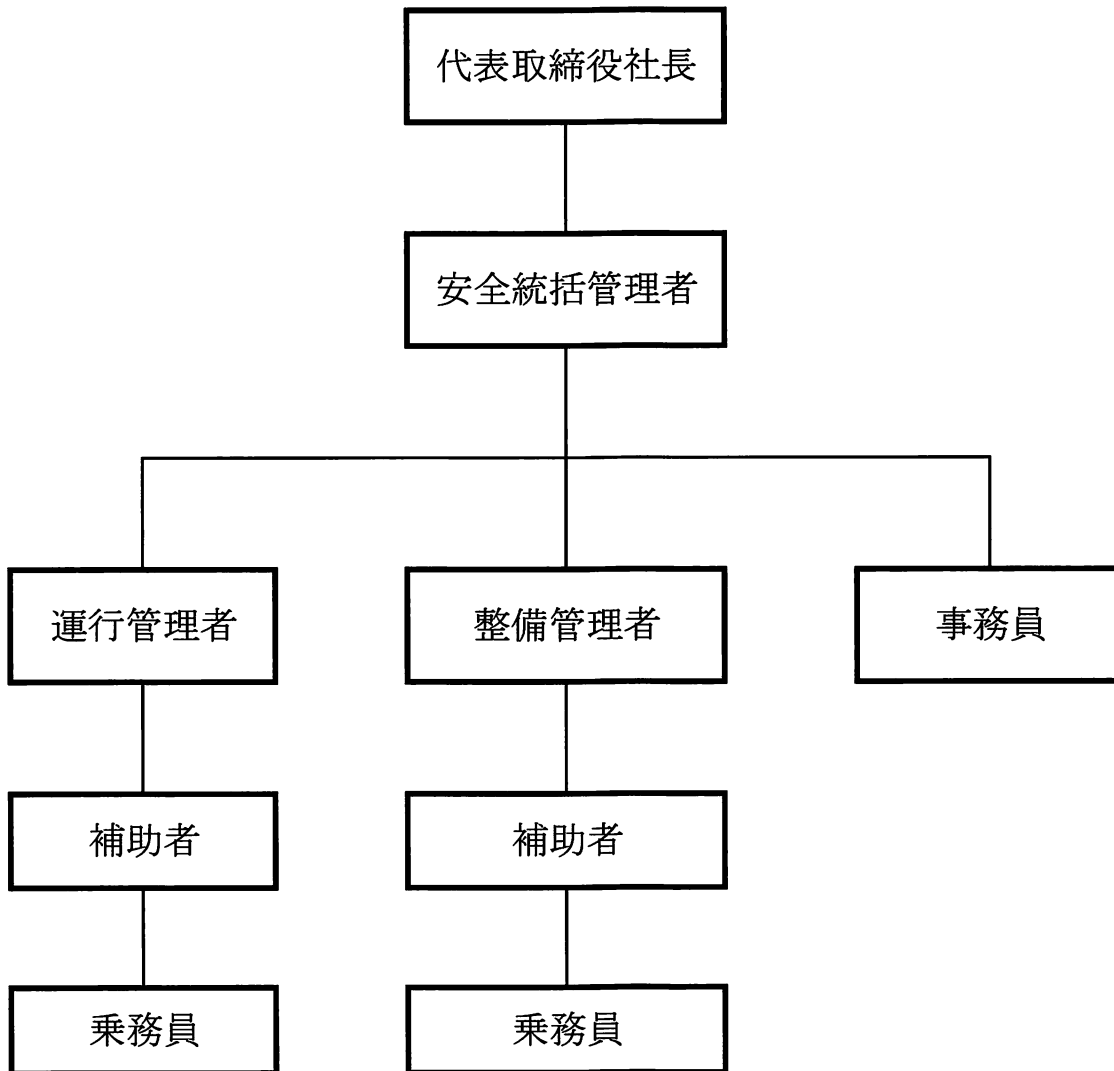 代表取締役社長
安全統括管理者
運行管理者
整備管理者
事務員
補助者
補助者
乗務員
乗務員